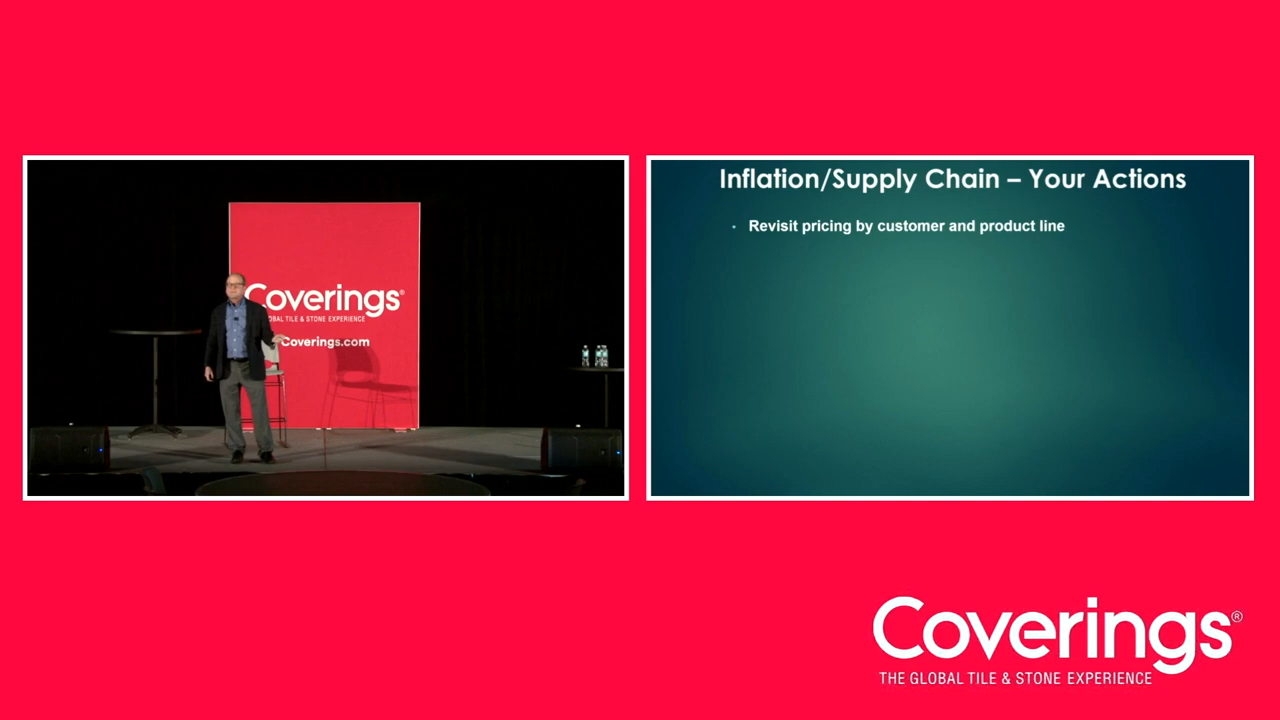 Coverings®
OBAL TILE & STONE EXPERIENCE
Coverings.com
Inflation/Supply Chain – Your Actions
• Revisit pricing by customer and product line
Coverings®
THE GLOBAL TILE & STONE EXPERIENCE